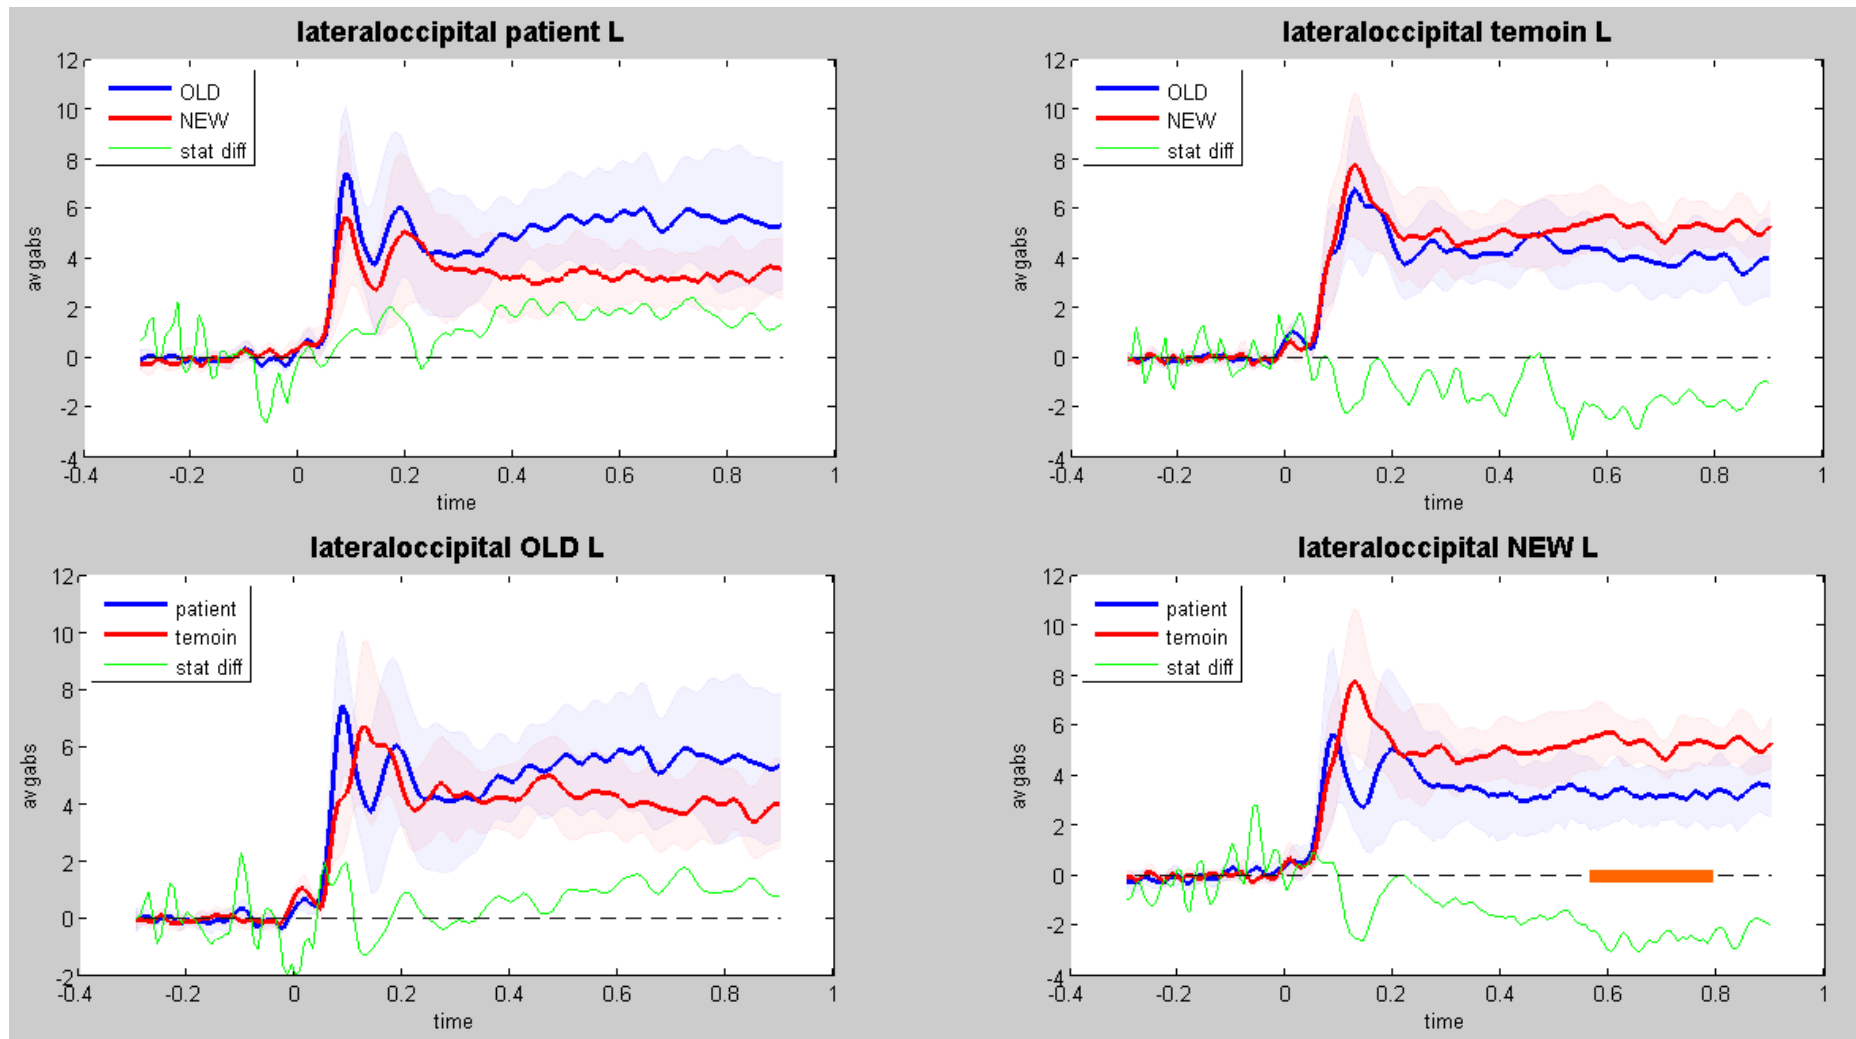 lateraloccipital patient L
12
10
8
6
4
2
0
-2
-4
avgabs
OLD
NEW
stat diff
-0.4
-0.2
0
0.2
0.4
0.6
0.8
1
time
lateraloccipital temoin L
12
10
8
6
4
2
0
-2
-4
avgabs
OLD
NEW
stat diff
-0.4
-0.2
0
0.2
0.4
0.6
0.8
1
time
lateraloccipital OLD L
12
10
8
6
4
2
0
-2
avgabs
patient
temoin
stat diff
-0.4
-0.2
0
0.2
0.4
0.6
0.8
1
time
lateraloccipital NEW L
12
10
8
6
4
2
0
-2
-4
avgabs
patient
temoin
stat diff
-0.4
-0.2
0
0.2
0.4
0.6
0.8
1
time